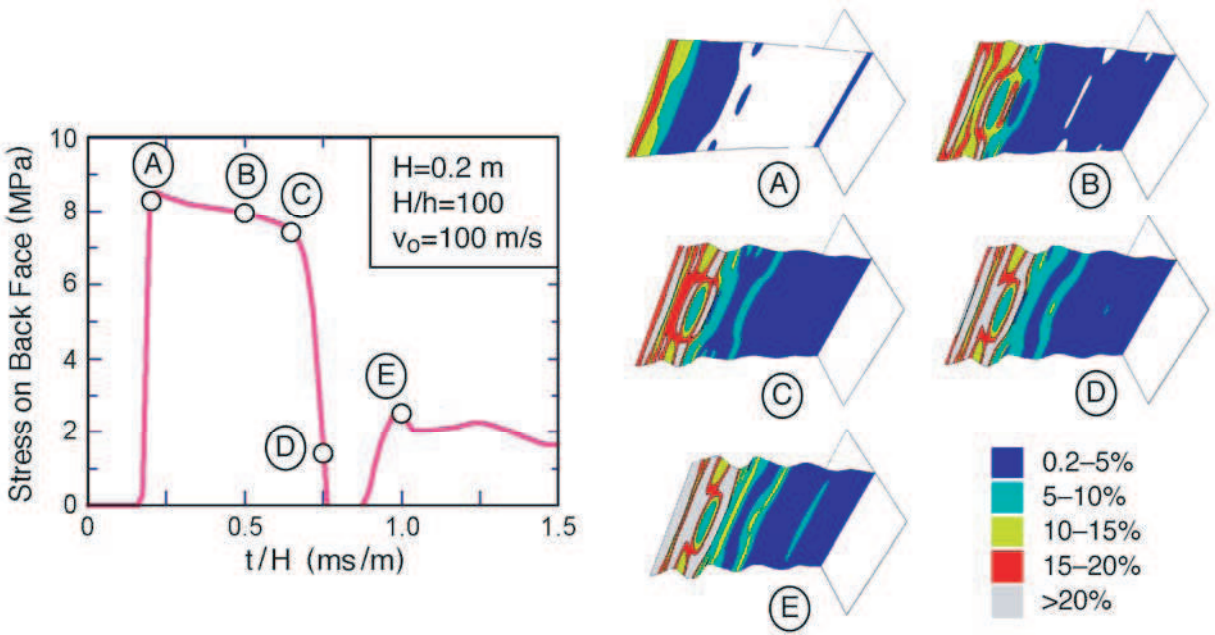 Stress on Back Face (MPa)
10
8
6
4
2
0
A
B
C
D
E
H=0.2 m
H/h=100
vo=100 m/s
0
0.5
1.0
1.5
t/H (ms/m)
A
B
C
D
E
0.2–5%
5–10%
10–15%
15–20%
>20%